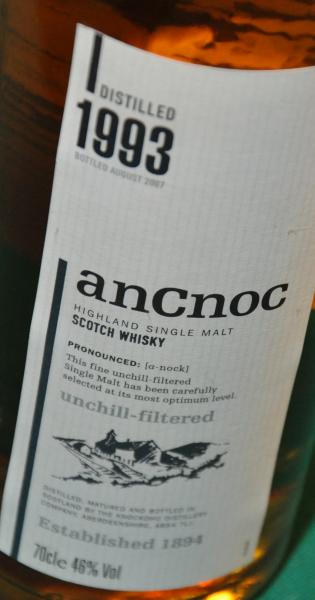 DISTILLED
1993
BOTTLED AUGUST 2007
ancnoc
HIGHLAND SINGLE MALT
SCOTCH WHISKY
PRONOUNCED: [a-nock]
This fine unchill-filtered
Single Malt has been carefully
selected at its most optimum level.
unchill-filtered
DISTILLED, MATURED AND BOTTLED IN
SCOTLAND BY THE KNOCKDHU DISTILLERY
COMPANY, ABERDEENSHIRE, AB54 7LJ.
Established 1894
70cle 46% Vol